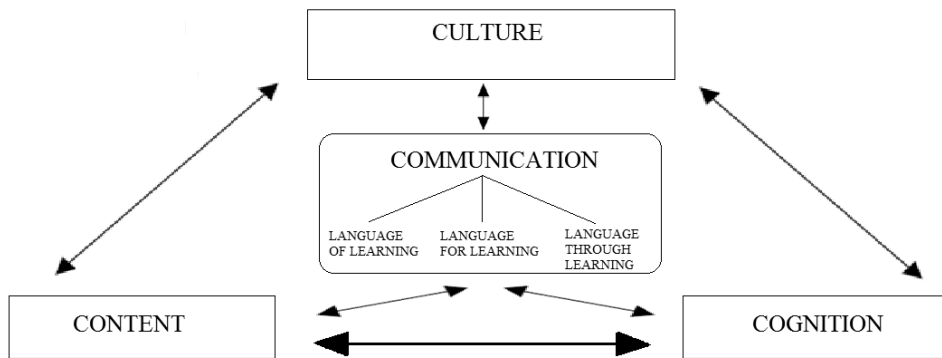 CULTURE
COMMUNICATION
LANGUAGE
OF LEARNING
LANGUAGE
FOR LEARNING
LANGUAGE
THROUGH
LEARNING
CONTENT
COGNITION